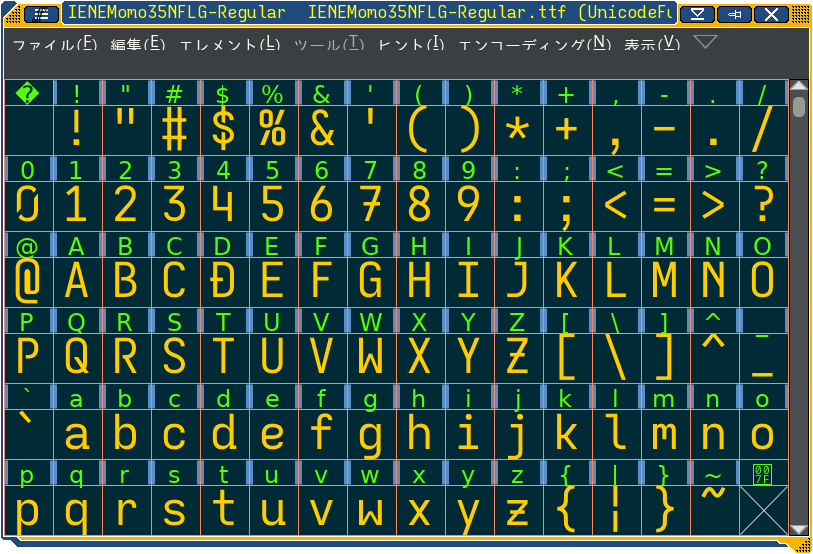 IENEMomo35NFLG-Regular IENEMomo35NFLG-Regular.ttf (UnicodeFu
ファイル(F) 編集(E) エレメント(L) ツール(T) ヒント(I) エンコーディング(N) 表示(V)
� ! " # $ % & ' ( ) * + , - . /
! " # $ % & ' ( ) * + , - . /
0 1 2 3 4 5 6 7 8 9 : ; < = > ?
0 1 2 3 4 5 6 7 8 9 : ; < = > ?
@ A B C D E F G H I J K L M N O
@ A B C D E F G H I J K L M N O
P Q R S T U V W X Y Z [ \ ] ^ _
P Q R S T U V W X Y Z [ \ ] ^ _
` a b c d e f g h i j k l m n o
` a b c d e f g h i j k l m n o
p q r s t u v w x y z { | } ~ 007F
p q r s t u v w x y z { ¦ } ~